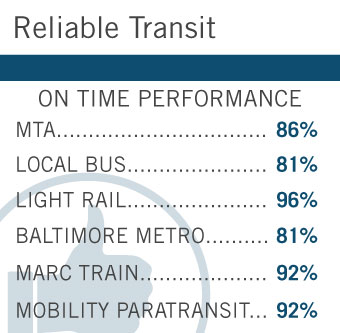 Reliable Transit
ON TIME PERFORMANCE
MTA.................................. 86%
LOCAL BUS....................... 81%
LIGHT RAIL....................... 96%
BALTIMORE METRO.......... 81%
MARC TRAIN..................... 92%
MOBILITY PARATRANSIT... 92%